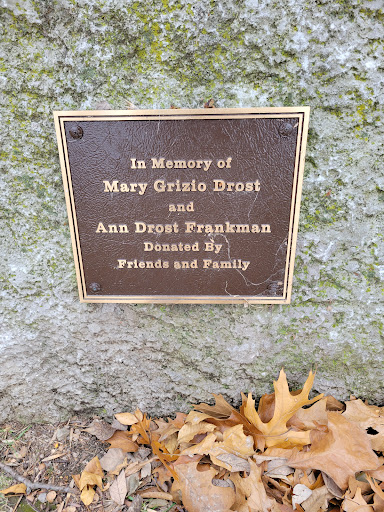 In Memory of
Mary Grizio Drost
and
Ann Drost Frankman
Donated By
Friends and Family